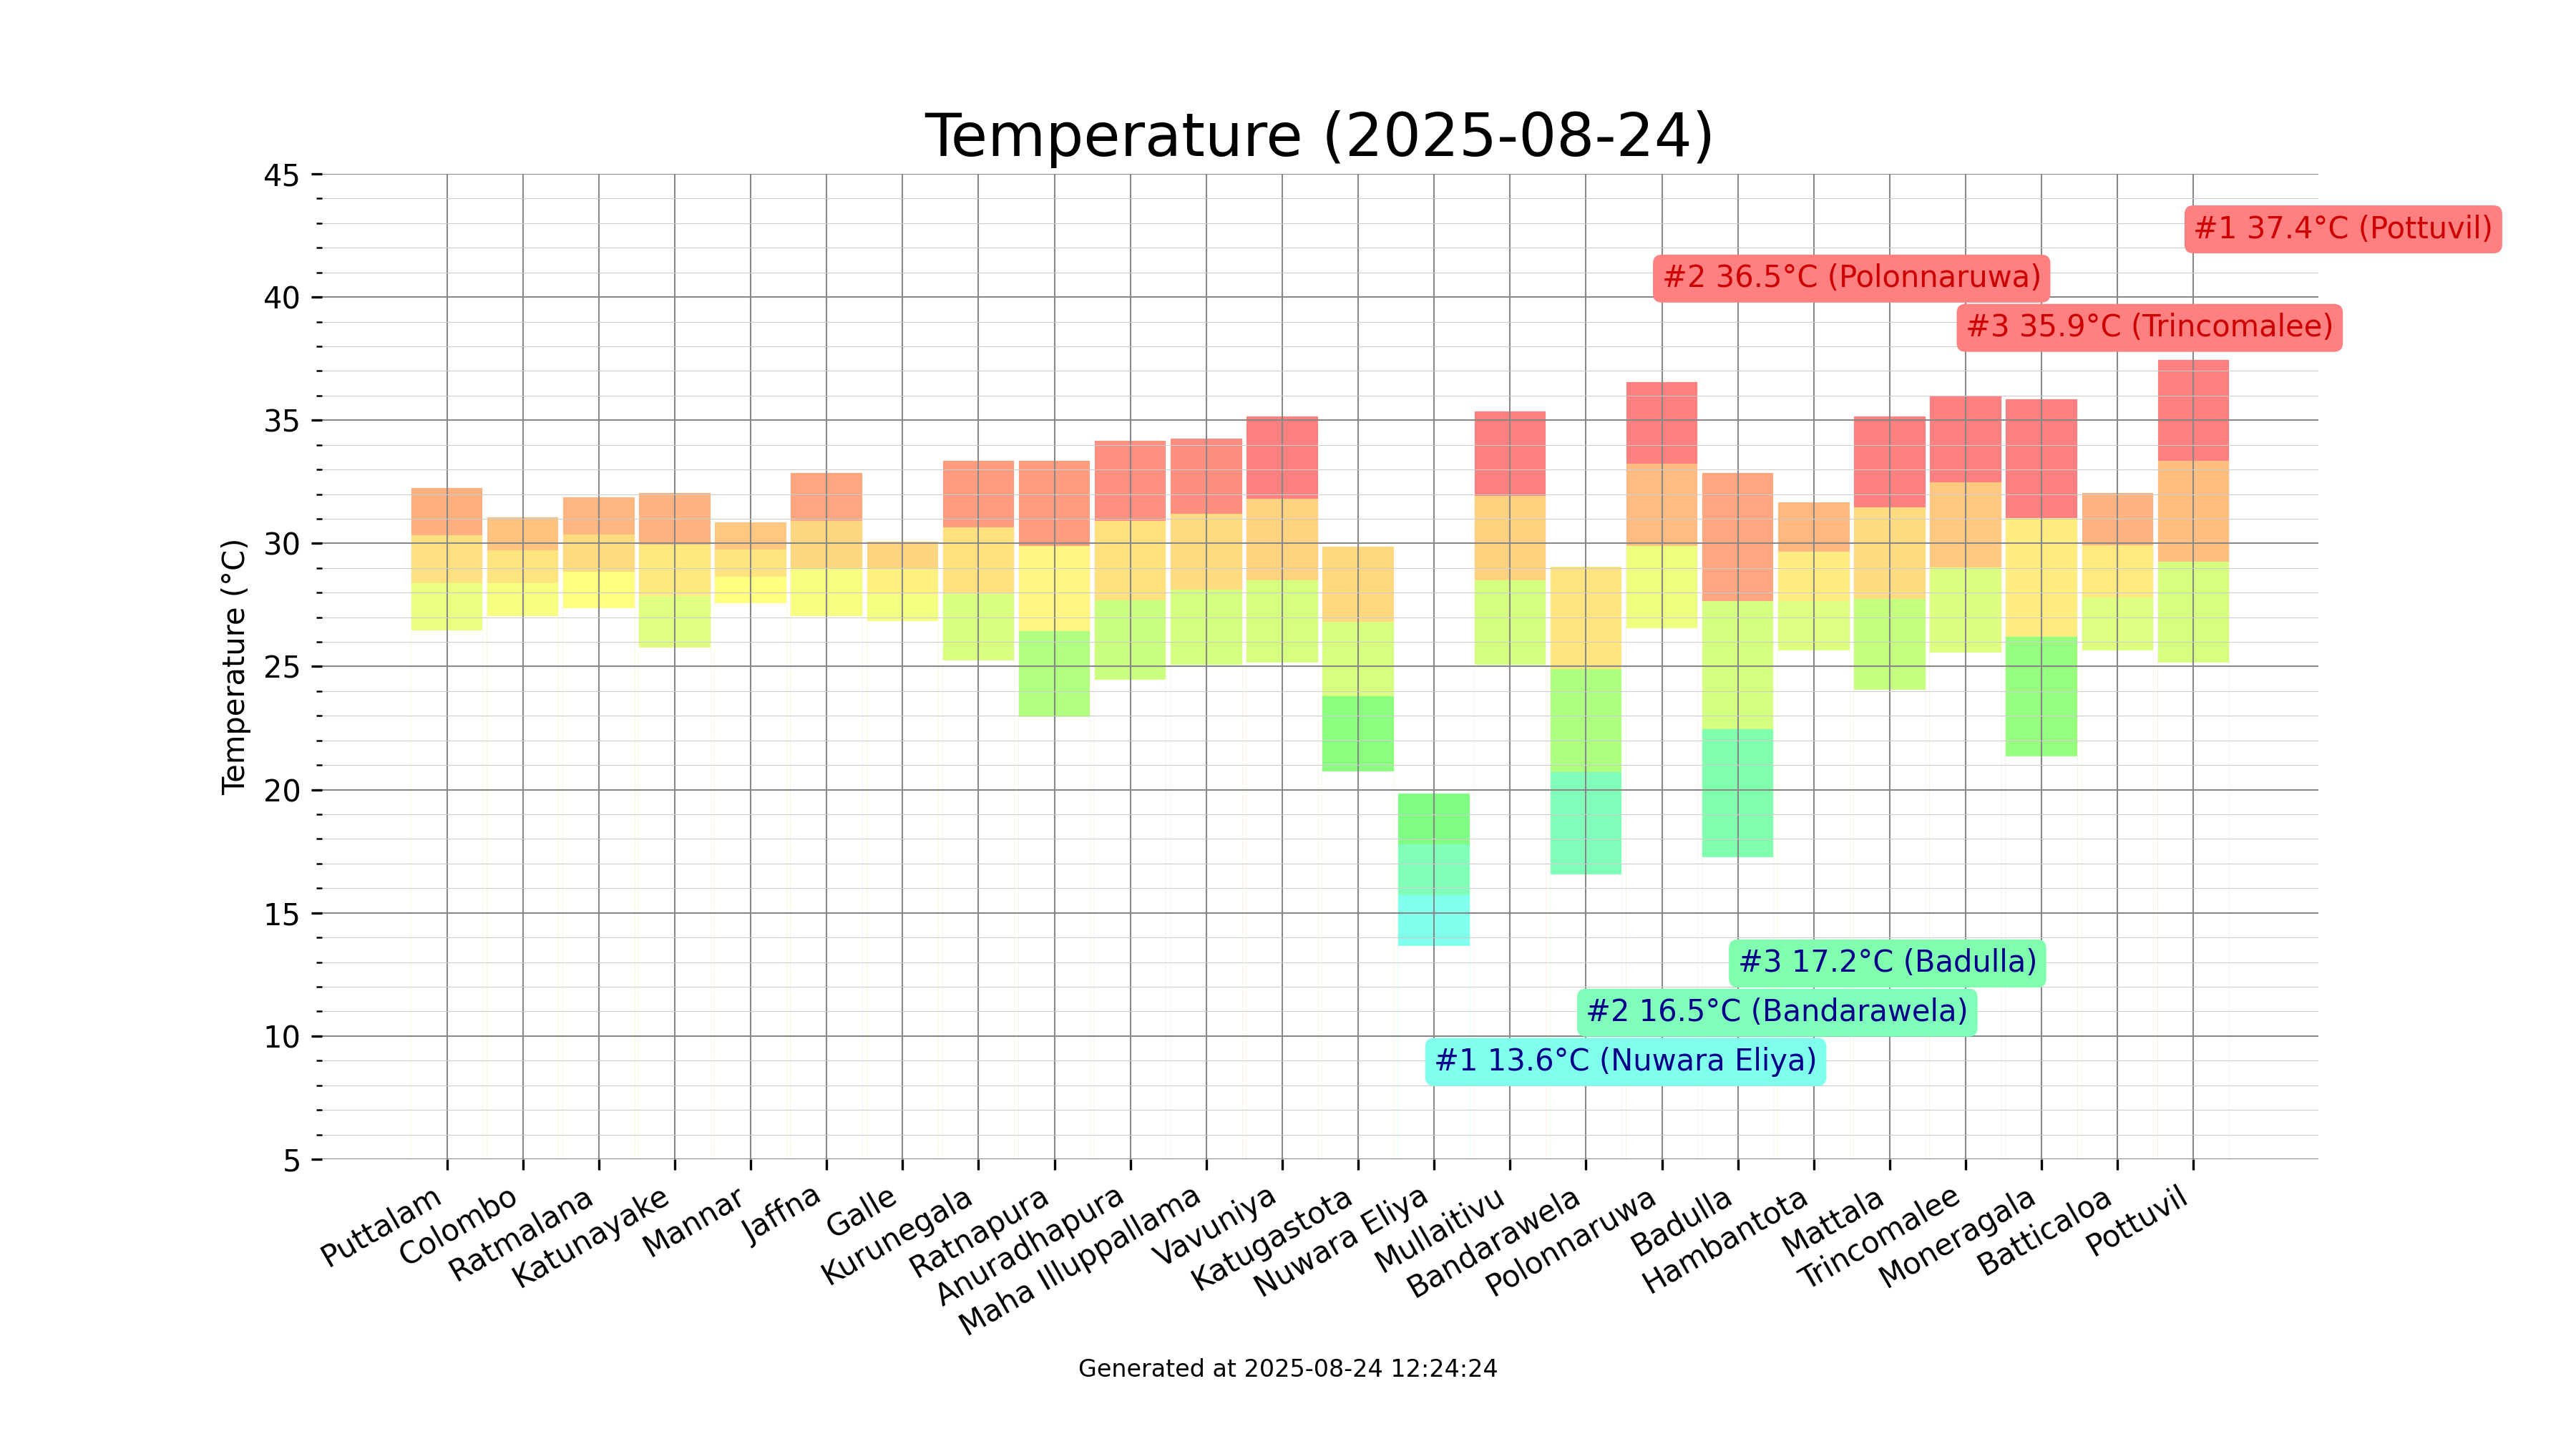 Temperature (2025-08-24)
45
40
35
30
25
20
15
10
5
Temperature (°C)
#1 37.4°C (Pottuvil)
#2 36.5°C (Polonnaruwa)
#3 35.9°C (Trincomalee)
#3 17.2°C (Badulla)
#2 16.5°C (Bandarawela)
#1 13.6°C (Nuwara Eliya)
Puttalam
Colombo
Ratmalana
Katunayake
Mannar
Jaffna
Galle
Kurunegala
Ratnapura
Anuradhapura
Maha Illuppallama
Vavuniya
Katugastota
Nuwara Eliya
Mullaitivu
Bandarawela
Polonnaruwa
Badulla
Hambantota
Mattala
Trincomalee
Moneragala
Batticaloa
Pottuvil
Generated at 2025-08-24 12:24:24